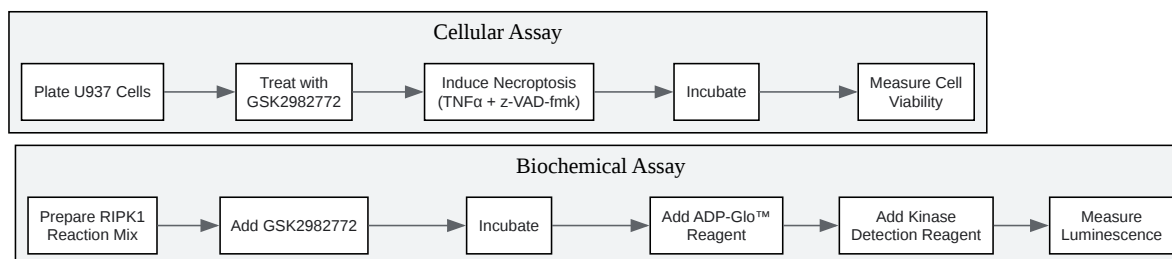 Cellular Assay
Plate U937 Cells
Treat with
GSK2982772
Induce Necroptosis
(TNFα + z-VAD-fmk)
Incubate
Measure Cell
Viability
Biochemical Assay
Prepare RIPK1
Reaction Mix
Add GSK2982772
Incubate
Add ADP-Glo™
Reagent
Add Kinase
Detection Reagent
Measure
Luminescence